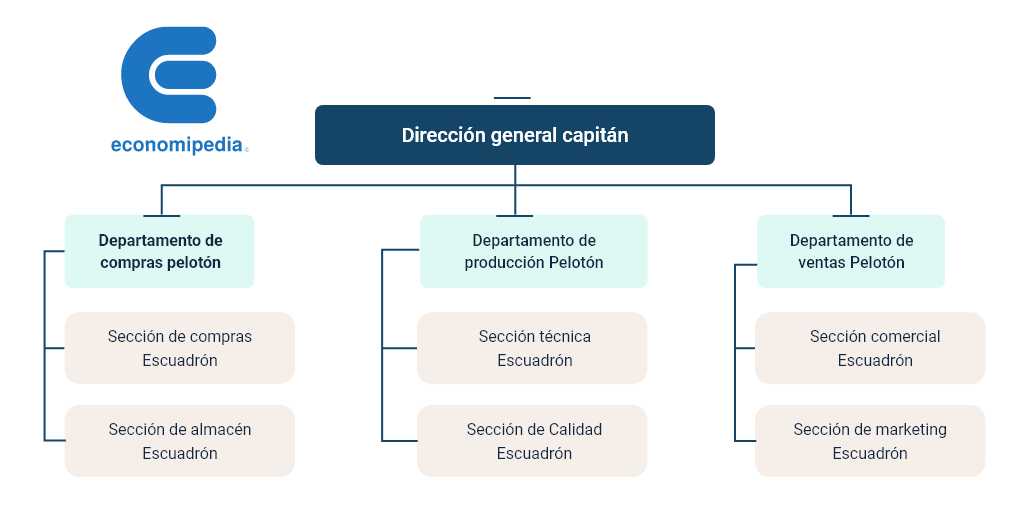 economipedia
Dirección general capitán
Departamento de
compras pelotón
Departamento de
producción Pelotón
Departamento de
ventas Pelotón
Sección de compras
Escuadrón
Sección técnica
Escuadrón
Sección comercial
Escuadrón
Sección de almacén
Escuadrón
Sección de Calidad
Escuadrón
Sección de marketing
Escuadrón